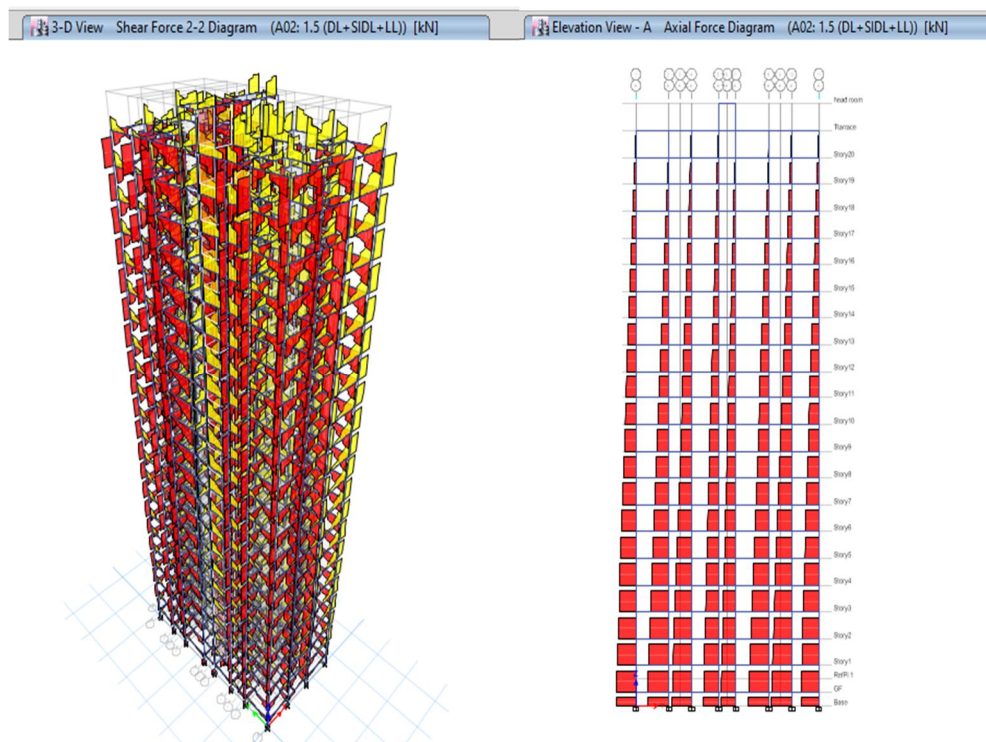 3-D View Shear Force 2-2 Diagram (A02: 1.5 (DL+SIDL+LL)) [kN]
Elevation View - A Axial Force Diagram (A02: 1.5 (DL+SIDL+LL)) [kN]
head room
Story20
Story19
Story18
Story17
Story16
Story15
Story14
Story13
Story12
Story11
Story10
Story9
Story8
Story7
Story6
Story5
Story4
Story3
Story2
Story1
GF
Base